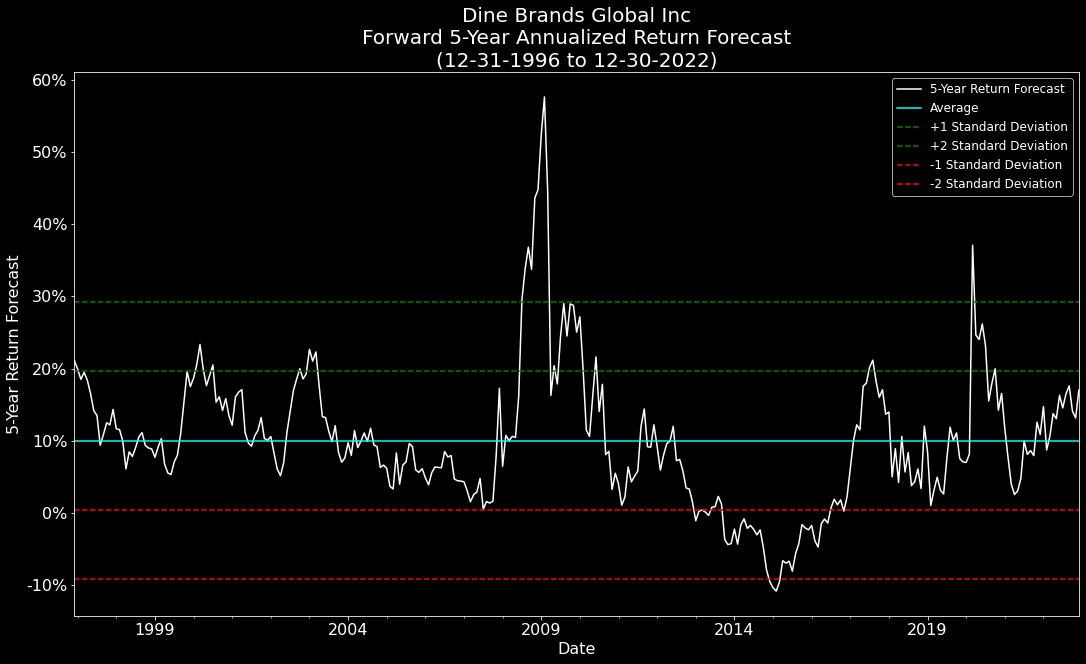 Dine Brands Global Inc
Forward 5-Year Annualized Return Forecast
(12-31-1996 to 12-30-2022)
5-Year Return Forecast
60%
50%
40%
30%
20%
10%
0%
-10%
5-Year Return Forecast
Average
+1 Standard Deviation
+2 Standard Deviation
-1 Standard Deviation
-2 Standard Deviation
1999 2004 2009 2014 2019
Date